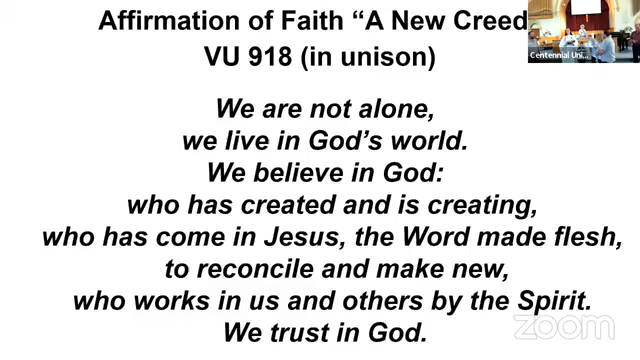 Affirmation of Faith “A New Creed
VU 918 (in unison)
We are not alone,
we live in God’s world.
We believe in God:
who has created and is creating,
who has come in Jesus, the Word made flesh,
to reconcile and make new,
who works in us and others by the Spirit.
We trust in God.
Centennial Uni...
zoom